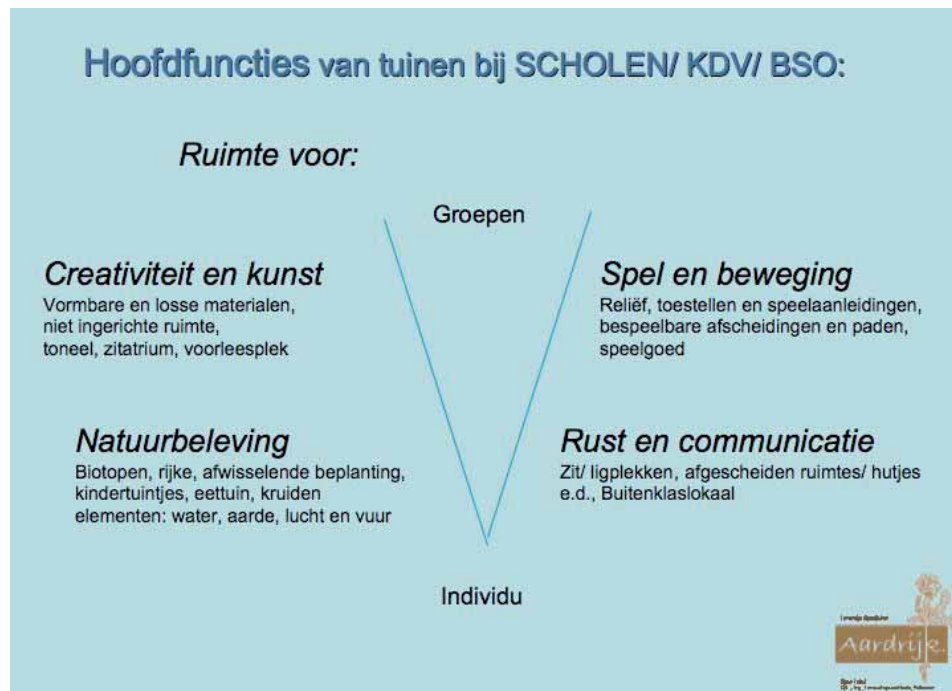 Hoofdfuncties van tuinen bij SCHOLEN/ KDV/ BSO:
Ruimte voor:
Groepen
Creativiteit en kunst
Vormbare en losse materialen,
niet ingerichte ruimte,
toneel, zitatrium, voorleesplek
Spel en beweging
Reliëf, toestellen en speelaanleidingen,
bespeelbare afscheidingen en paden,
speelgoed
Natuurbeleving
Biotopen, rijke, afwisselende beplanting,
kindertuintjes, eettuin, kruiden
elementen: water, aarde, lucht en vuur
Rust en communicatie
Zit/ ligplekken, afgescheiden ruimtes/ hutjes
e.d., Buitenklaslokaal
Individu
Aardrijk.